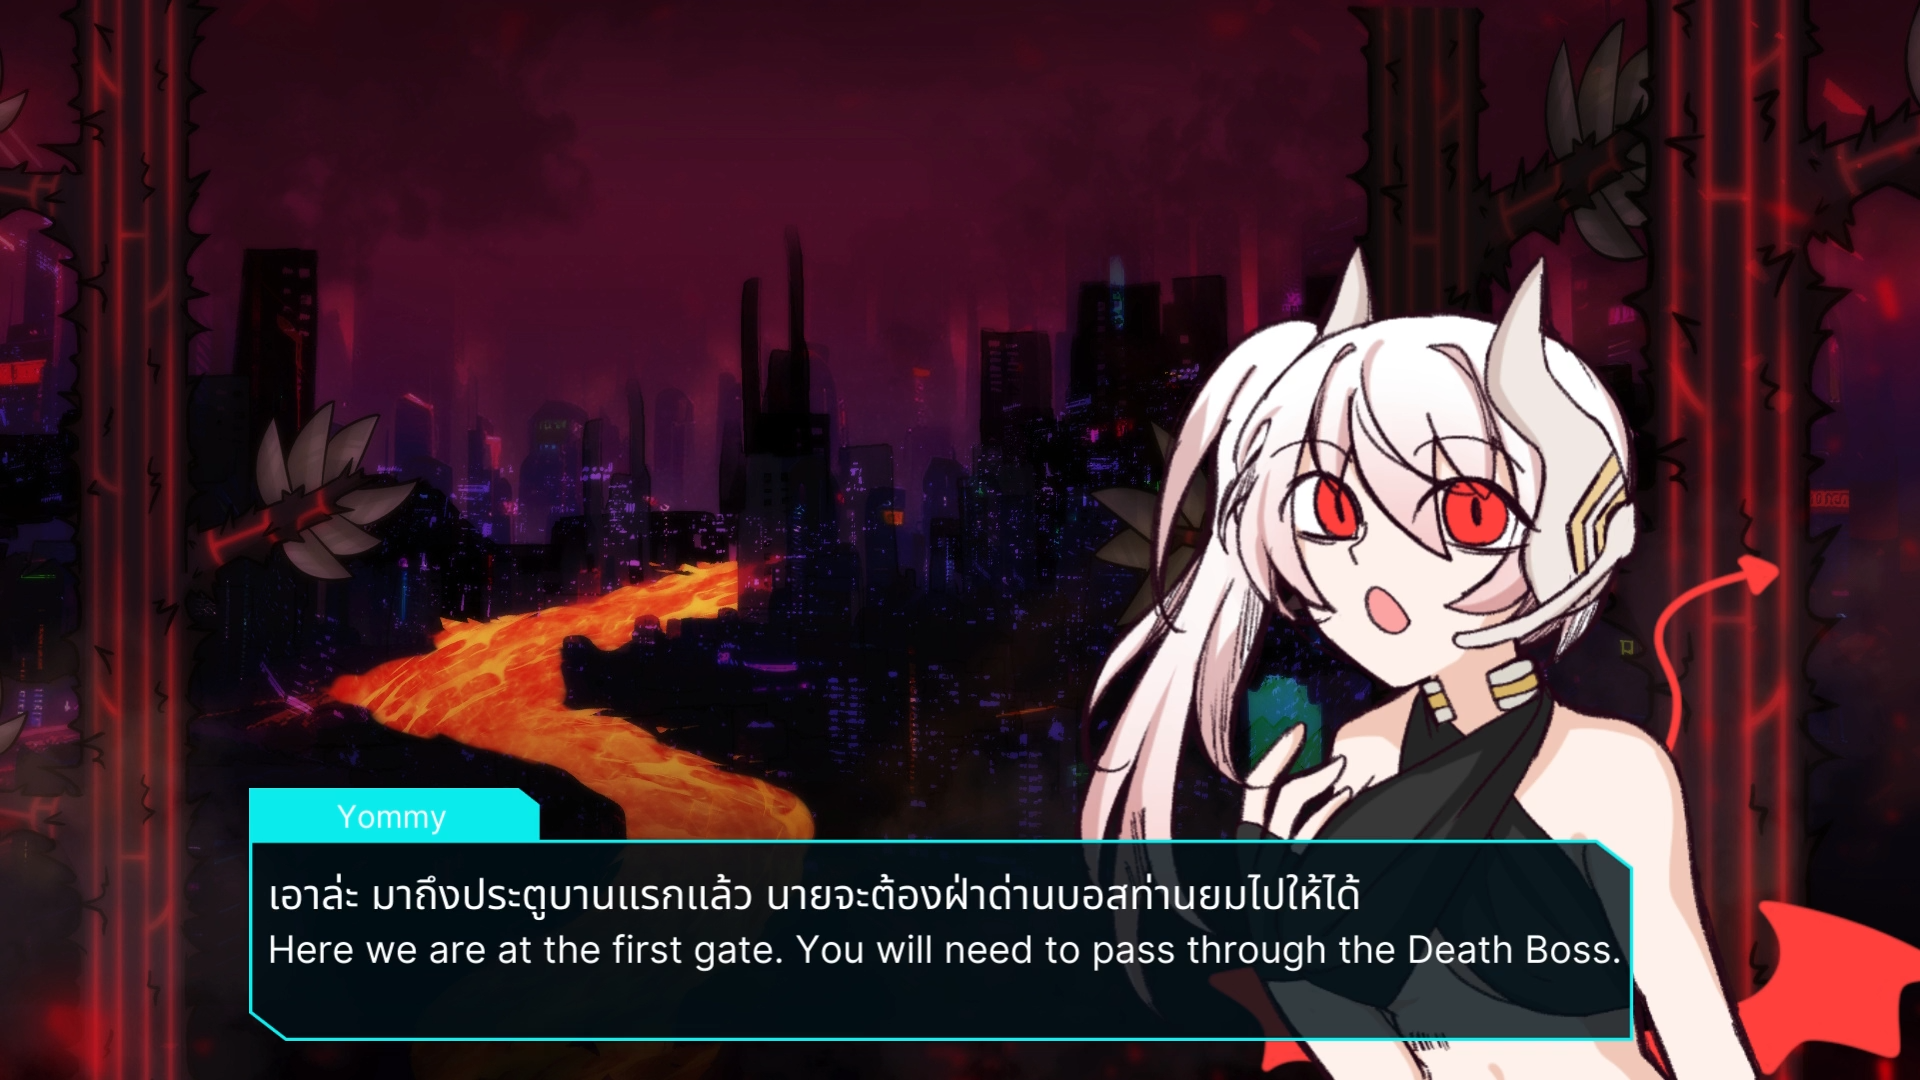 Yommy
เอาล่ะ มาถึงประตูบานแรกแล้ว นายจะต้องฝ่าด่านบอสท่านยมไปให้ได้
Here we are at the first gate. You will need to pass through the Death Boss.